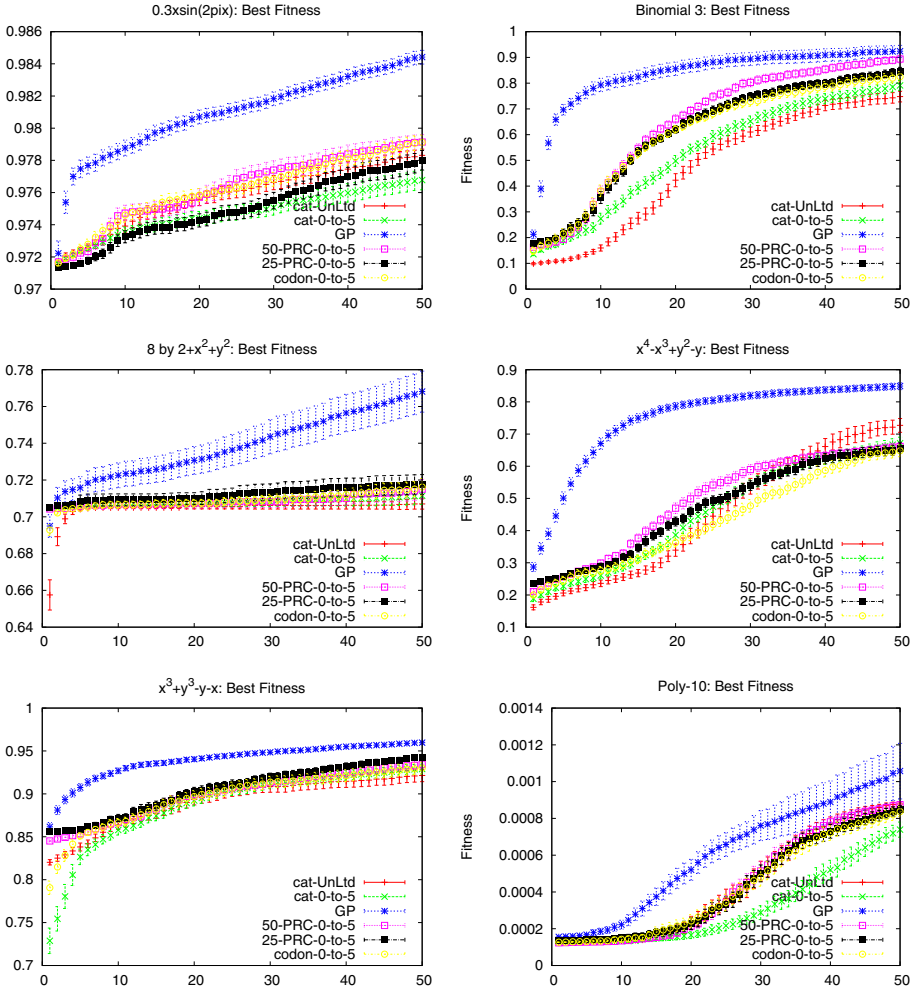 0.3xsin(2pix): Best Fitness
0.986
0.984
0.982
0.98
0.978
0.976
0.974
0.972
0.97
cat-UnLtd
cat-0-to-5
GP
50-PRC-0-to-5
25-PRC-0-to-5
codon-0-to-5
0 10 20 30 40 50
Binomial 3: Best Fitness
Fitness
1
0.9
0.8
0.7
0.6
0.5
0.4
0.3
0.2
0.1
0
cat-UnLtd
cat-0-to-5
GP
50-PRC-0-to-5
25-PRC-0-to-5
codon-0-to-5
0 10 20 30 40 50
8 by 2+x²+y²: Best Fitness
0.78
0.76
0.74
0.72
0.7
0.68
0.66
0.64
cat-UnLtd
cat-0-to-5
GP
50-PRC-0-to-5
25-PRC-0-to-5
codon-0-to-5
0 10 20 30 40 50
x⁴-x³+y²-y: Best Fitness
0.9
0.8
0.7
0.6
0.5
0.4
0.3
0.2
0.1
cat-UnLtd
cat-0-to-5
GP
50-PRC-0-to-5
25-PRC-0-to-5
codon-0-to-5
0 10 20 30 40 50
x³+y³-y-x: Best Fitness
1
0.95
0.9
0.85
0.8
0.75
0.7
cat-UnLtd
cat-0-to-5
GP
50-PRC-0-to-5
25-PRC-0-to-5
codon-0-to-5
0 10 20 30 40 50
Poly-10: Best Fitness
Fitness
0.0014
0.0012
0.001
0.0008
0.0006
0.0004
0.0002
0
cat-UnLtd
cat-0-to-5
GP
50-PRC-0-to-5
25-PRC-0-to-5
codon-0-to-5
0 10 20 30 40 50